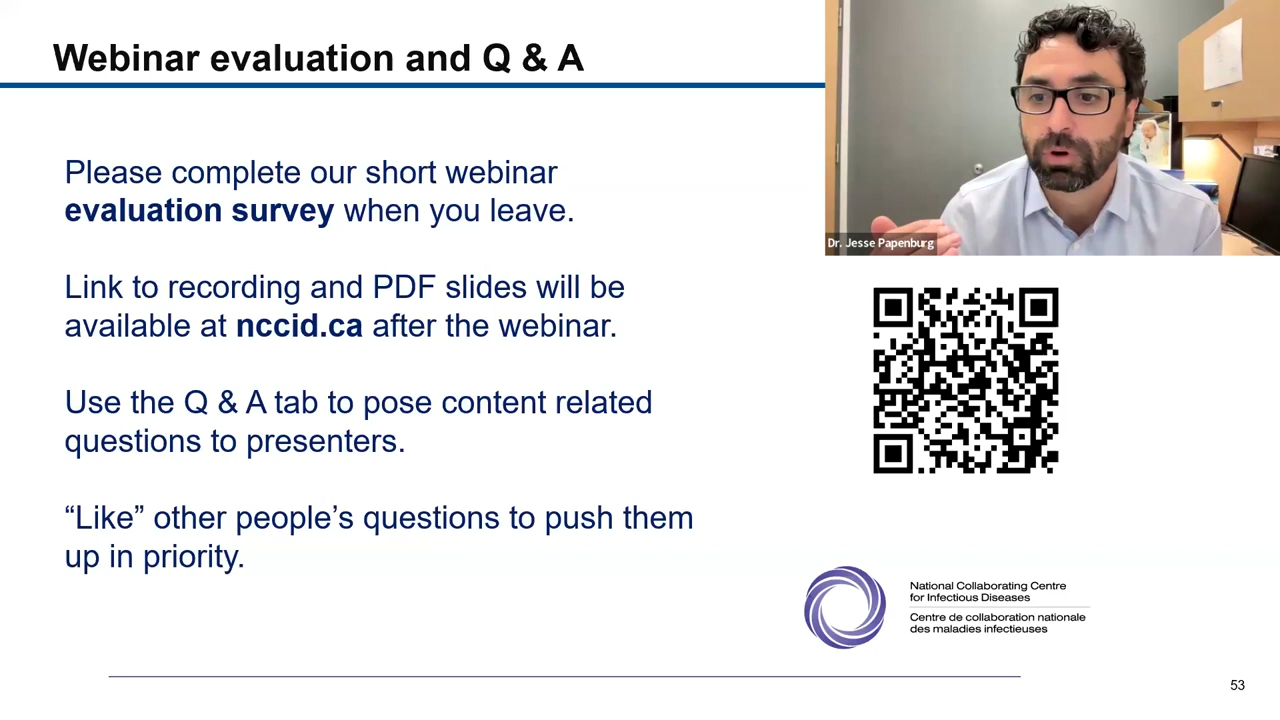 Webinar evaluation and Q & A
Please complete our short webinar
evaluation survey when you leave.
Link to recording and PDF slides will be
available at nccid.ca after the webinar.
Use the Q & A tab to pose content related
questions to presenters.
“Like” other people’s questions to push them
up in priority.
Dr. Jesse Papenburg
National Collaborating Centre
for Infectious Diseases
Centre de collaboration nationale
des maladies infectieuses
53